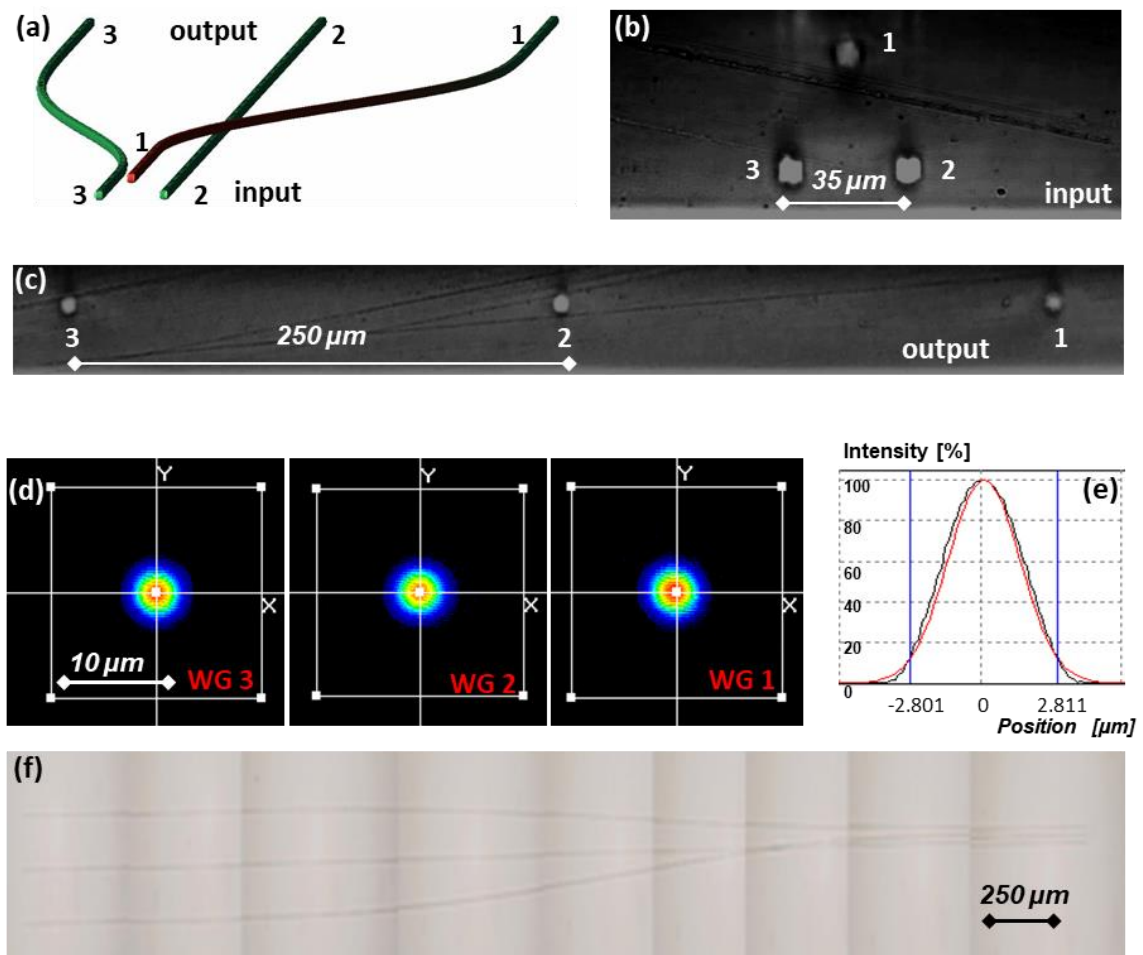 (a)
3
output
2
1
1
3
2
input
(b)
1
3
35 µm
2
input
(c)
3
250 µm
2
1
output
(d)
Y
X
10 µm
WG 3
Y
X
WG 2
Y
X
WG 1
Intensity [%]
(e)
100
80
60
40
20
0
-2.801
0
2.811
Position [µm]
(f)
250 µm